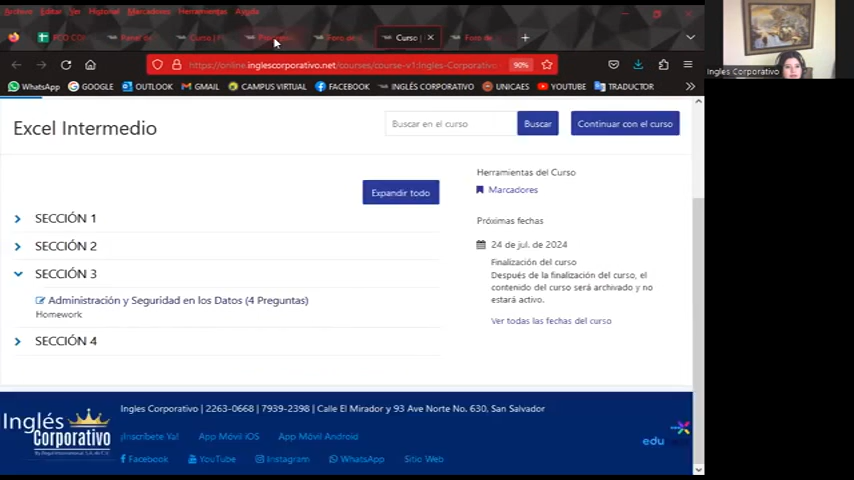 Archivo Editar Ver Historial Marcadores Herramientas Ayuda
Curso | F
Foro de
Curso |
Foro de
https://online.inglescorporativo.net/courses/course-v1:Ingles-Corporativo
90%
WhatsApp GOOGLE OUTLOOK GMAIL CAMPUS VIRTUAL FACEBOOK INGLÉS CORPORATIVO UNICAES YOUTUBE TRADUCTOR
Inglés Corporativo
Excel Intermedio
Buscar en el curso
Buscar
Continuar con el curso
Expandir todo
SECCIÓN 1
SECCIÓN 2
SECCIÓN 3
Administración y Seguridad en los Datos (4 Preguntas)
Homework
SECCIÓN 4
Herramientas del Curso
Marcadores
Próximas fechas
24 de jul. de 2024
Finalización del curso
Después de la finalización del curso, el
contenido del curso será archivado y no
estará activo.
Ver todas las fechas del curso
Inglés
Corporativo
Ingles Corporativo | 2263-0668 | 7939-2398 | Calle El Mirador y 93 Ave Norte No. 630, San Salvador
¡Inscríbete Ya! App Móvil iOS App Móvil Android
Facebook YouTube Instagram WhatsApp Sitio Web
edu